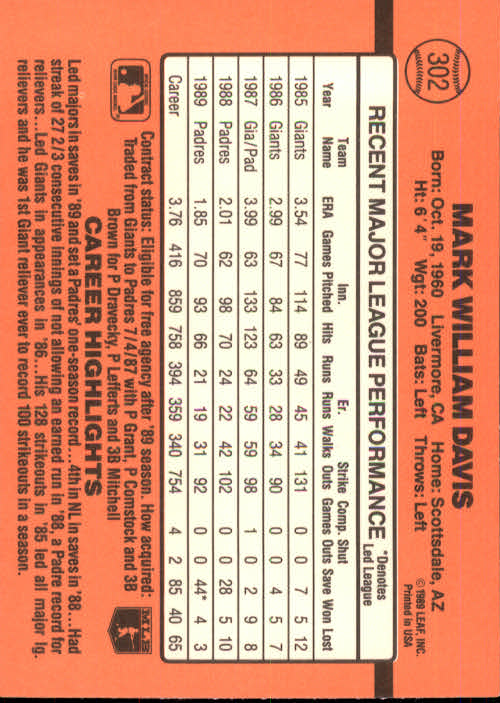 302
MARK WILLIAM DAVIS
Born: Oct. 19, 1960 Livermore, CA Home: Scottsdale, AZ
Ht: 6'4" Wgt: 200 Bats: Left Throws: Left
©1989 LEAF, INC.
Printed in USA
RECENT MAJOR LEAGUE PERFORMANCE
*Denotes
Led League
Team Inn. Er. Strike Comp. Shut
Year Name ERA Games Pitched Hits Runs Runs Walks Outs Games Outs Save Won Lost
1985 Giants 3.54 77 114 89 49 45 41 131 0 0 7 5 12
1986 Giants 2.99 67 84 63 33 28 34 90 0 0 4 5 7
1987 Gia/Pad 3.99 63 133 123 64 59 59 98 1 0 2 9 8
1988 Padres 2.01 62 98 70 24 22 42 102 0 0 28 5 10
1989 Padres 1.85 70 93 66 21 19 31 92 0 0 44* 4 3
Career 3.76 416 859 758 394 359 340 754 4 2 85 40 65
Contract status: Eligible for free agency after '89 season. How acquired:
Traded from Giants to Padres 7/4/87 with P Grant, P Comstock and 3B
Brown for P Dravecky, P Lefferts and 3B Mitchell
MLB
CAREER HIGHLIGHTS
Led majors in saves in '89 and set a Padres' one-season record...4th in NL in saves in '88...Had
streak of 27 2/3 consecutive innings of not allowing an earned run in '88, a Padre record for
relievers...Led Giants in appearances in '86...His 128 strikeouts in '85 led all major lg.
relievers and he was 1st Giant reliever ever to record 100 strikeouts in a season.